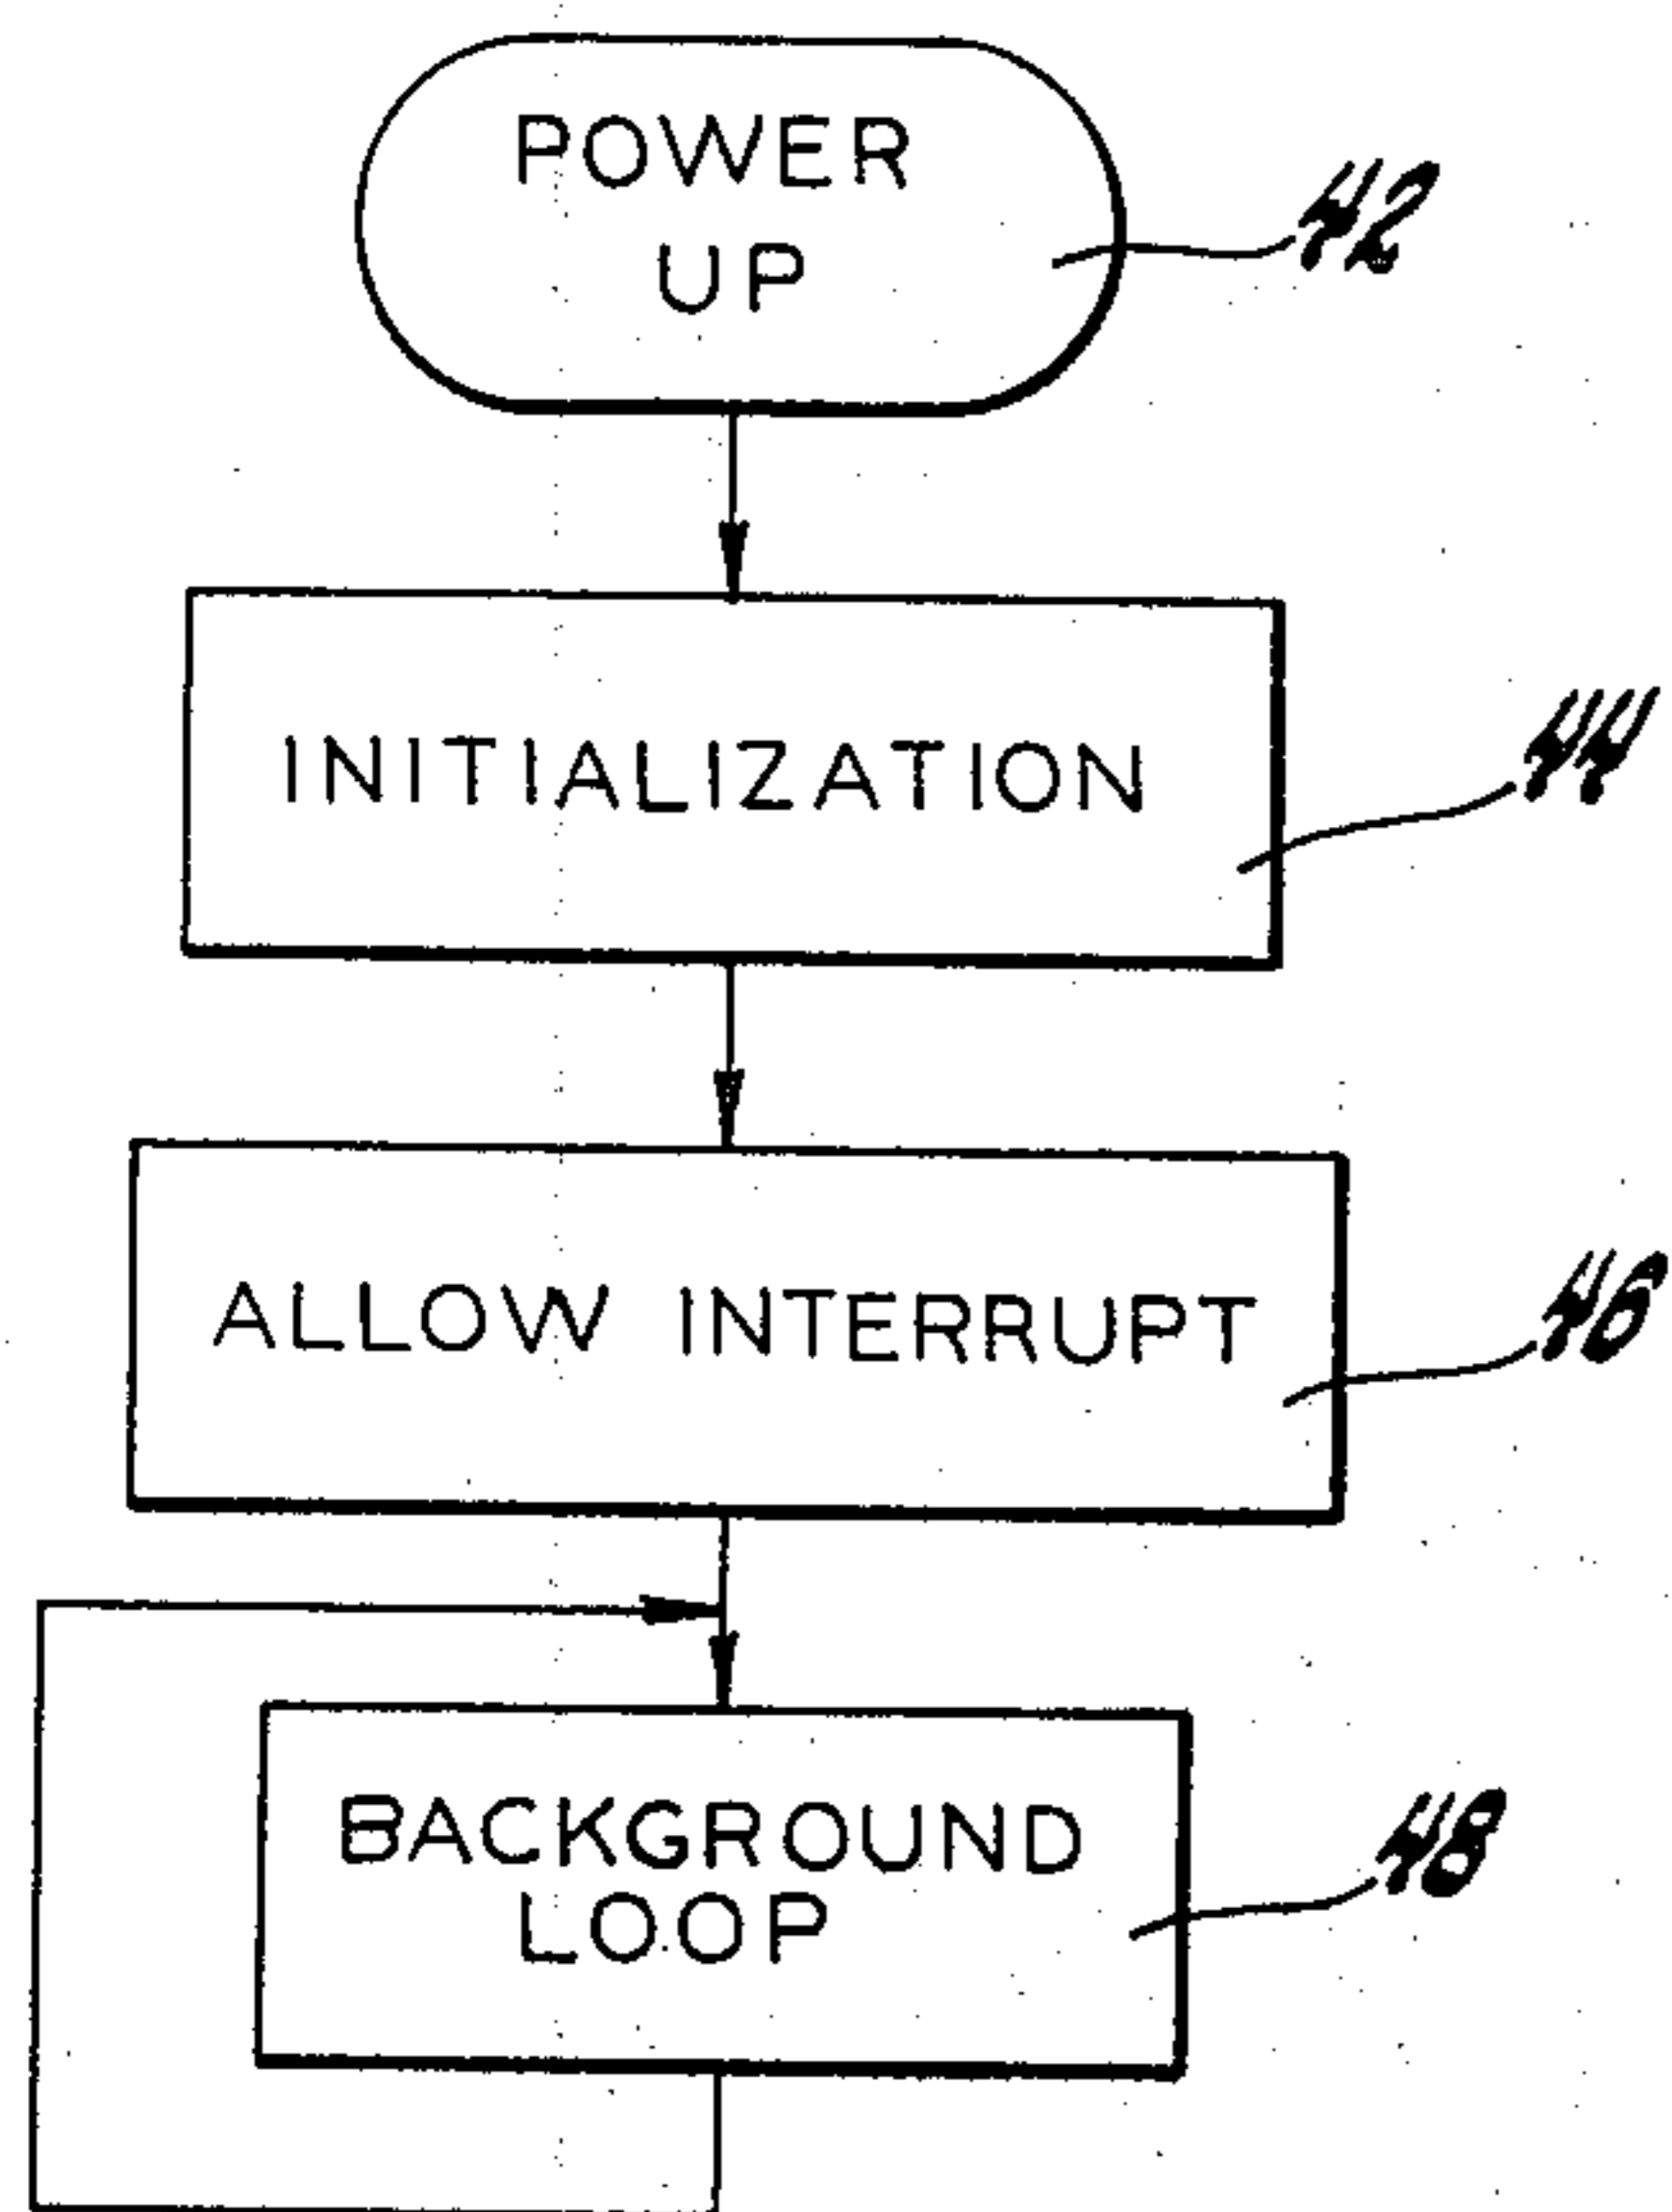 POWER
UP
42
INITIALIZATION
44
ALLOW INTERRUPT
46
BACKGROUND
LOOP
48